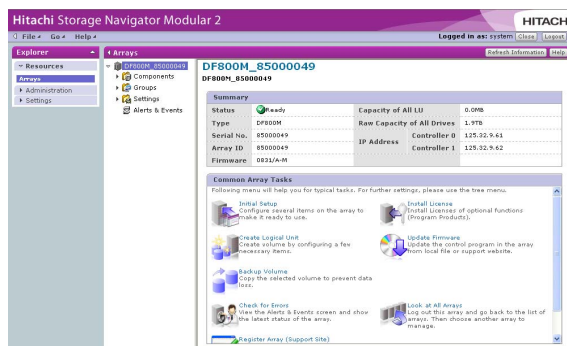 Hitachi Storage Navigator Modular 2
HITACH
File Go Help
Logged in as: system Close Logout
Explorer
Arrays
Refresh Information Help
Resources
Arrays
Administration
Settings
DF800M_85000049
Components
Groups
Settings
Alerts & Events
DF800M_85000049
DF800M_85000049
Summary
Status Ready Capacity of All LU 0.0MB
Type DF800M Raw Capacity of All Drives 1.9TB
Serial No. 85000049 IP Address Controller 0 125.32.9.61
Array ID 85000049 Controller 1 125.32.9.62
Firmware 0831/A-M
Common Array Tasks
Following menu will help you for typical tasks. For further settings, please use the tree menu.
Initial Setup
Configure several items on the array to make it ready to use.
Install License
Install Licenses of optional functions (Program Products).
Create Logical Unit
Create volume by configuring a few necessary items.
Update Firmware
Update the control program in the array from local file or support website.
Backup Volume
Copy the selected volume to prevent data loss.
Check for Errors
View the Alerts & Events screen and show the latest status of the array.
Look at All Arrays
Log out this array and go back to the list of arrays. Then choose another array to manage.
Register Array (Support Site)